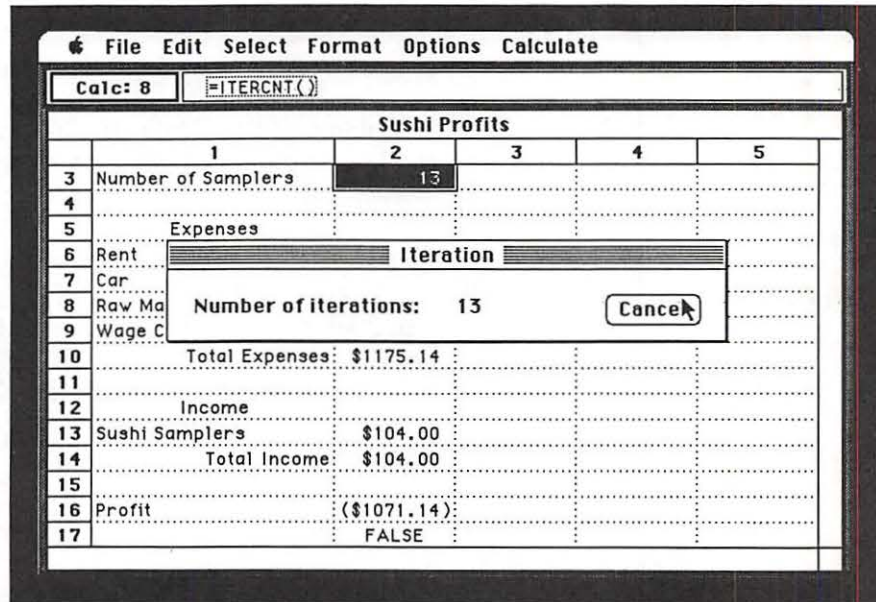 File Edit Select Format Options Calculate
Calc: 8 =ITERCNT()
Sushi Profits
1 2 3 4 5
3 Number of Samplers 13
4
5 Expenses
6 Rent
7 Car
8 Raw Ma
9 Wage C
Iteration
Number of iterations: 13
Cancel
10 Total Expenses: $1175.14
11
12 Income
13 Sushi Samplers $104.00
14 Total Income: $104.00
15
16 Profit ($1071.14)
17 FALSE